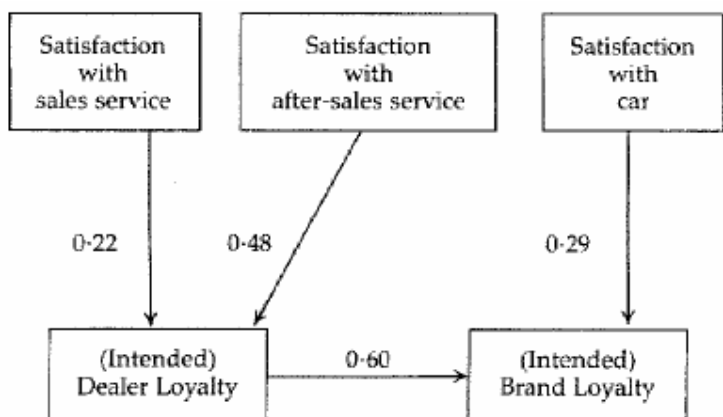 Satisfaction
with
sales service
Satisfaction
with
after-sales service
Satisfaction
with
car
0·22
0·48
0·29
(Intended)
Dealer Loyalty
0·60
(Intended)
Brand Loyalty